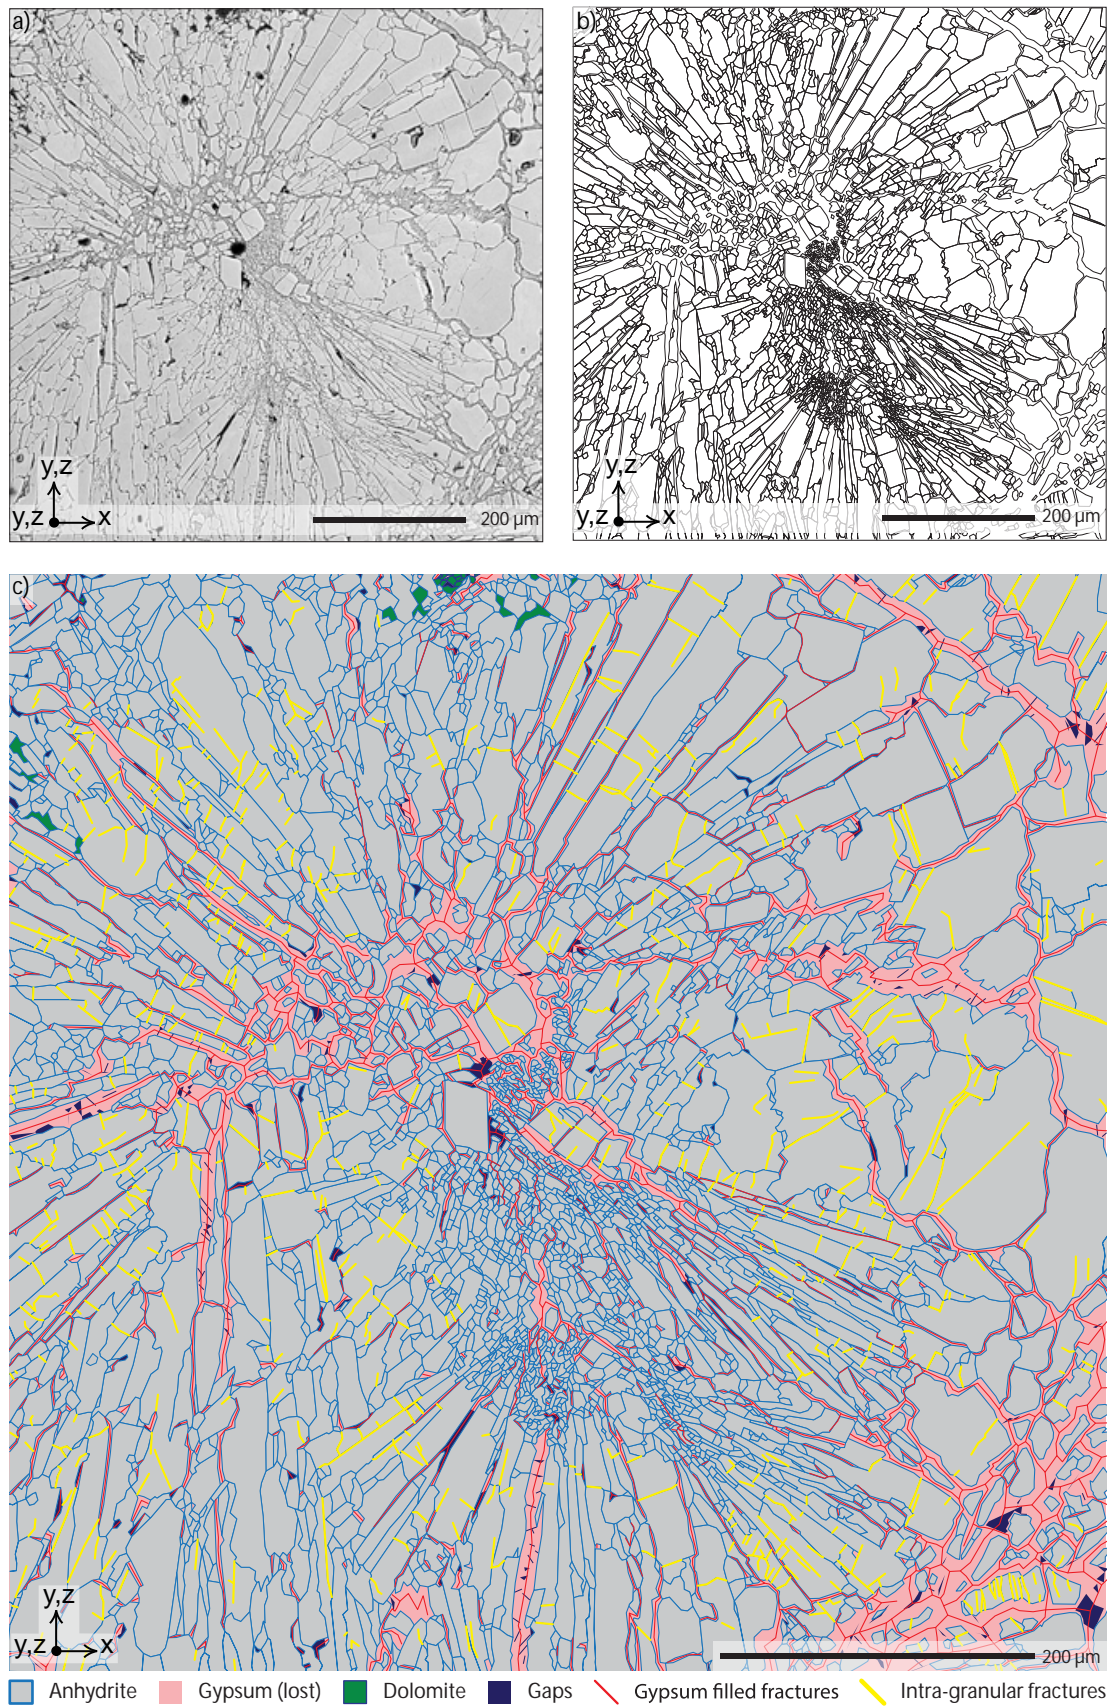 a)
y,z
y,z x
200 µm
b)
y,z
y,z x
200 µm
c)
y,z
y,z x
200 µm
Anhydrite Gypsum (lost) Dolomite Gaps Gypsum filled fractures Intra-granular fractures